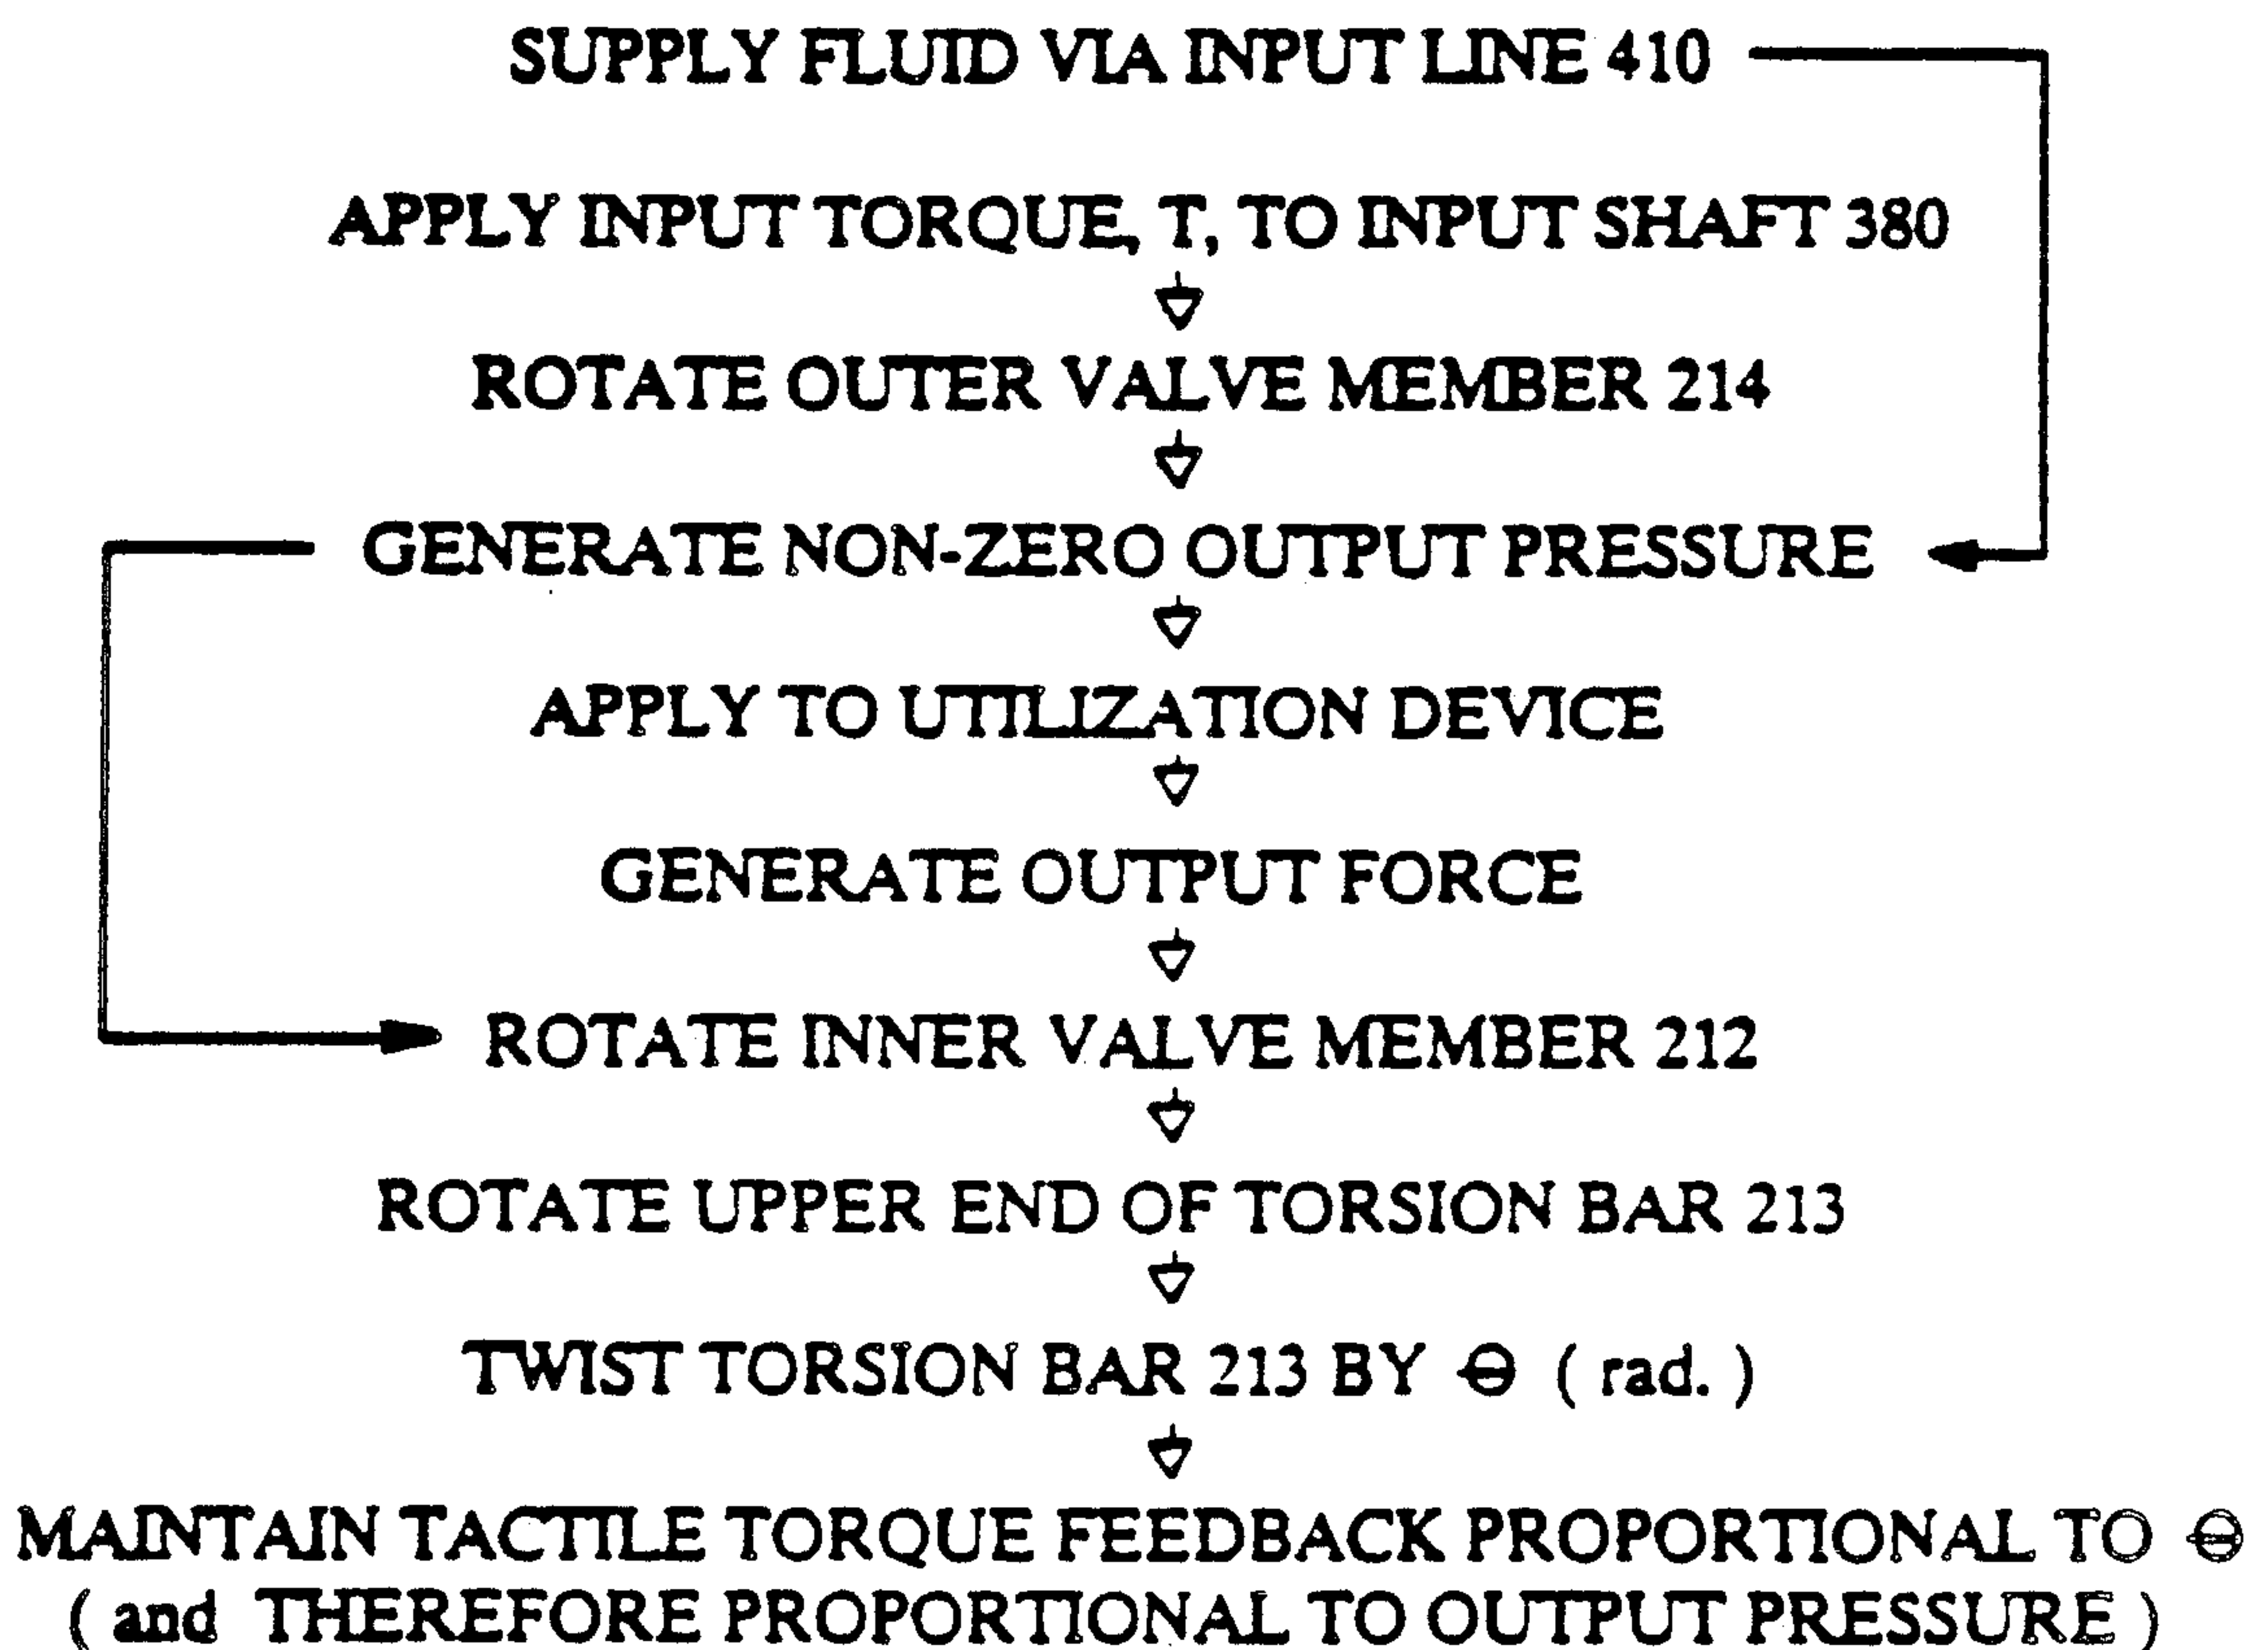 SUPPLY FLUID VIA INPUT LINE 410
APPLY INPUT TORQUE, T, TO INPUT SHAFT 380
ROTATE OUTER VALVE MEMBER 214
GENERATE NON-ZERO OUTPUT PRESSURE
APPLY TO UTILIZATION DEVICE
GENERATE OUTPUT FORCE
ROTATE INNER VALVE MEMBER 212
ROTATE UPPER END OF TORSION BAR 213
TWIST TORSION BAR 213 BY Θ ( rad. )
MAINTAIN TACTILE TORQUE FEEDBACK PROPORTIONAL TO Θ
( and THEREFORE PROPORTIONAL TO OUTPUT PRESSURE )